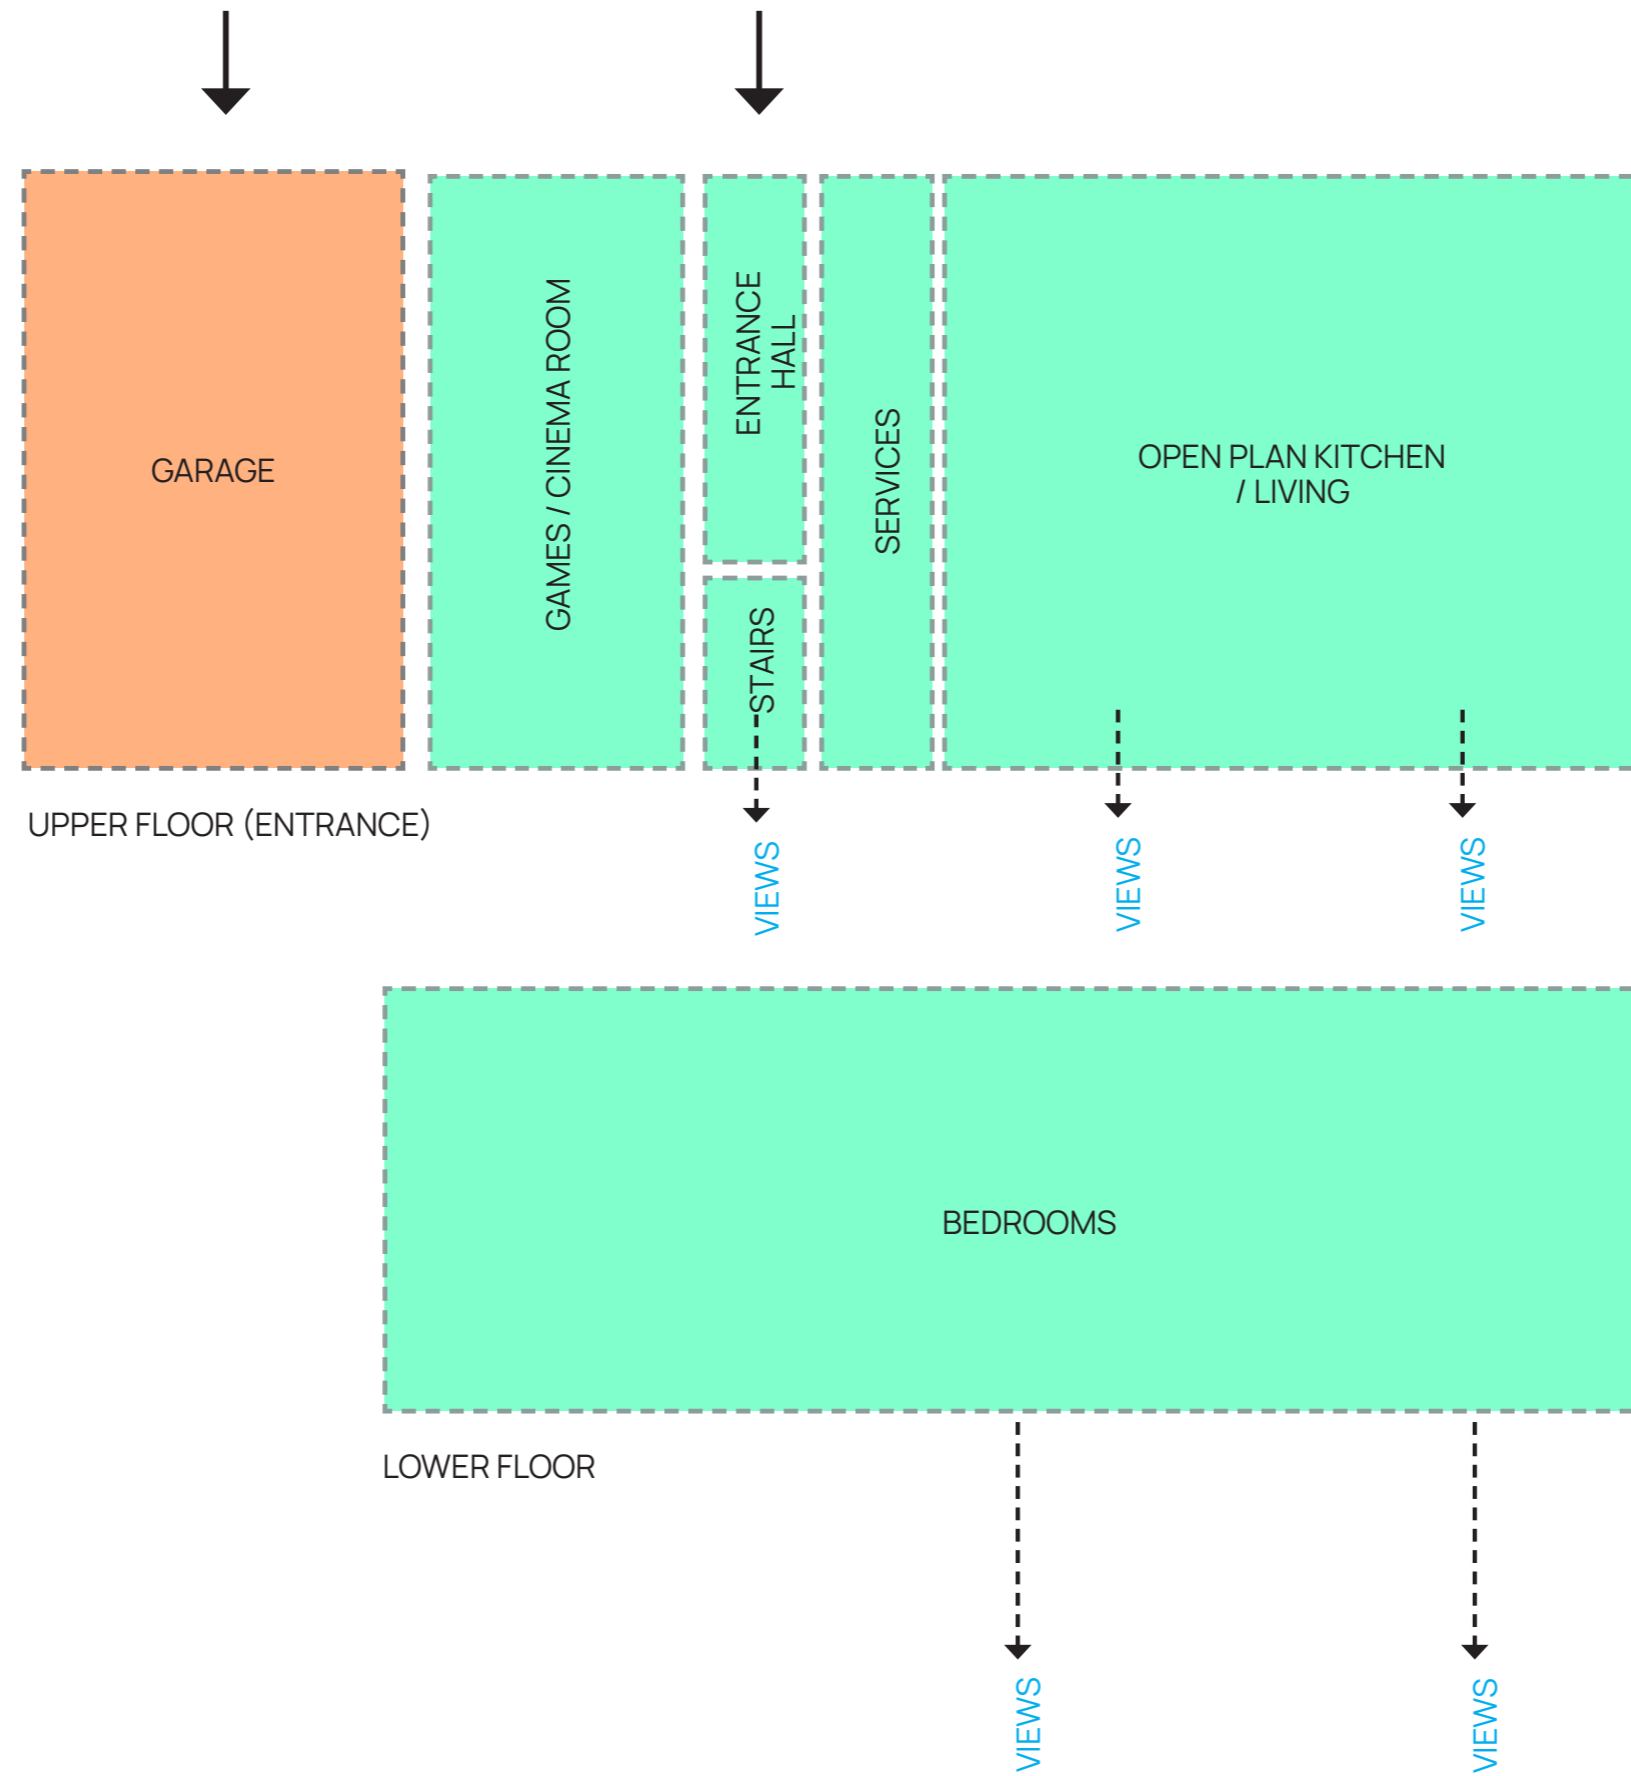 GARAGE
GAMES / CINEMA ROOM
ENTRANCE
HALL
STAIRS
SERVICES
OPEN PLAN KITCHEN
/ LIVING
UPPER FLOOR (ENTRANCE)
VIEWS
VIEWS
VIEWS
BEDROOMS
LOWER FLOOR
VIEWS
VIEWS